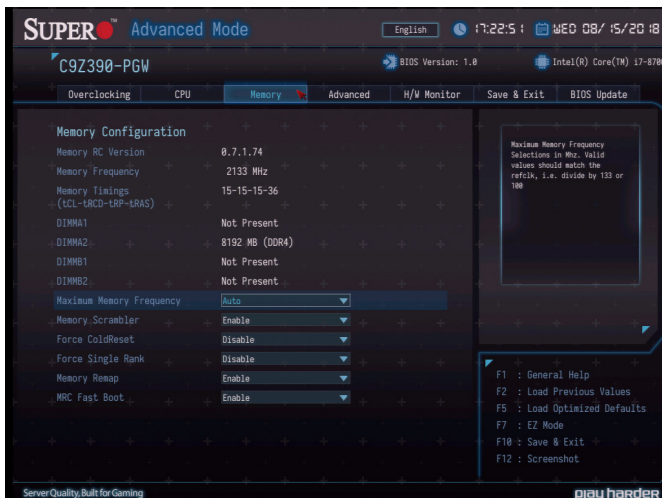 SUPER™ Advanced Mode English 17:22:51 WED 08/15/2018
C9Z390-PGW BIOS Version: 1.0 Intel(R) Core(TM) i7-870
Overclocking CPU Memory Advanced H/W Monitor Save & Exit BIOS Update
Memory Configuration
Memory RC Version 0.7.1.74
Memory Frequency 2133 MHz
Memory Timings 15-15-15-36
(tCL-tRCD-tRP-tRAS)
DIMMA1 Not Present
DIMMA2 8192 MB (DDR4)
DIMMB1 Not Present
DIMMB2 Not Present
Maximum Memory Frequency Auto
Memory Scrambler Enable
Force ColdReset Disable
Force Single Rank Disable
Memory Remap Enable
MRC Fast Boot Enable
Maximum Memory Frequency
Selections in Mhz. Valid
values should match the
refclk, i.e. divide by 133 or
100
F1 : General Help
F2 : Load Previous Values
F5 : Load Optimized Defaults
F7 : EZ Mode
F10 : Save & Exit
F12 : Screenshot
Server Quality, Built for Gaming play harder